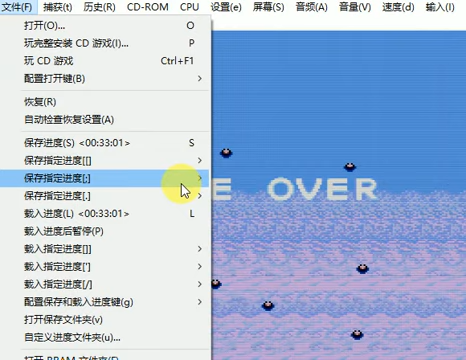 文件(F) 捕获(t) 历史(R) CD-ROM CPU 设置(e) 屏幕(S) 音频(A) 音量(V) 速度(d) 输入(I)
打开(O)... O
玩完整安装 CD 游戏(I)... P
玩 CD 游戏 Ctrl+F1
配置打开键(B)
恢复(R)
自动检查恢复设置(A)
保存进度(S) <00:33:01> S
保存指定进度[[]
保存指定进度[;]
保存指定进度[,]
载入进度(L) <00:33:01> L
载入进度后暂停(P)
载入指定进度[]]
载入指定进度[']
载入指定进度[/]
配置保存和载入进度键(g)
打开保存文件夹(v)
自定义进度文件夹(u)...
打开 BRAM 文件夹(F)
E OVER